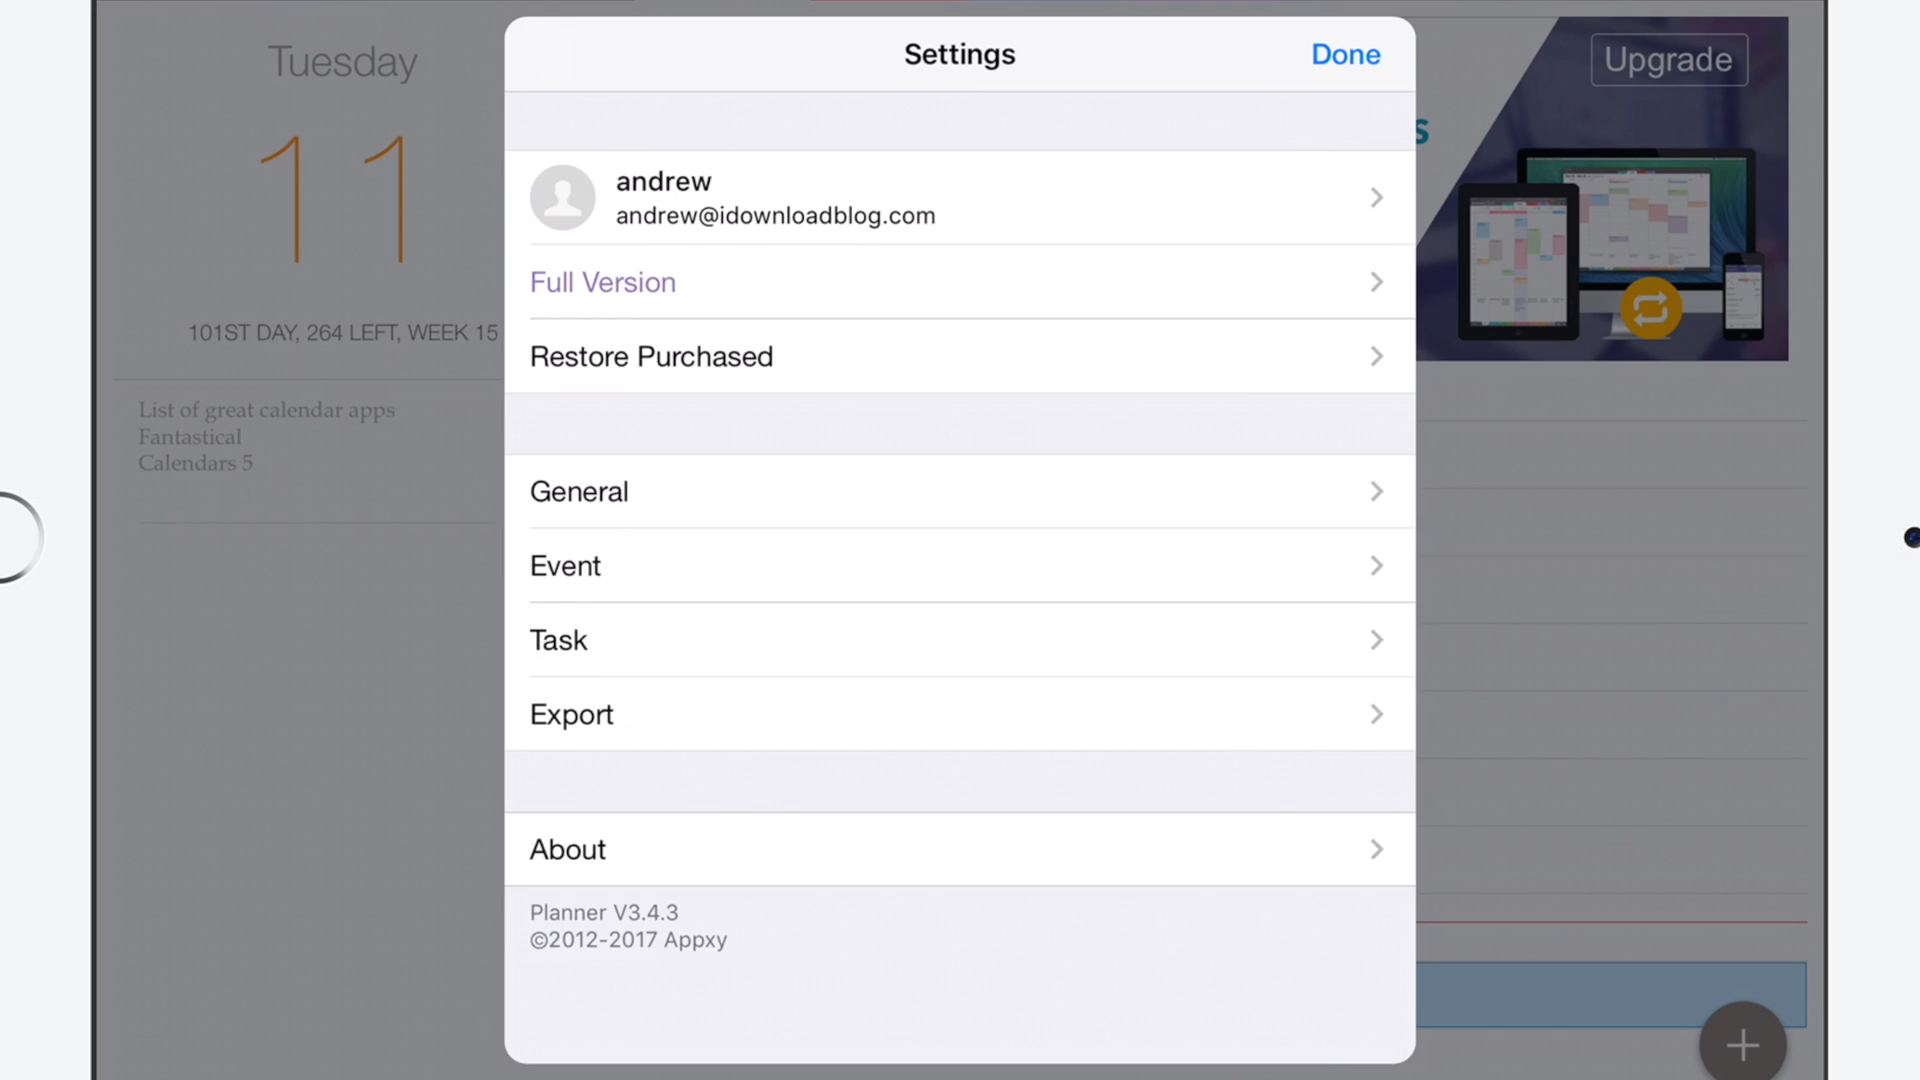 Tuesday
11
101ST DAY, 264 LEFT, WEEK 15
List of great calendar apps
Fantastical
Calendars 5
Settings
Done
andrew
andrew@idownloadblog.com
Full Version
Restore Purchased
General
Event
Task
Export
About
Planner V3.4.3
©2012-2017 Appxy
s
Upgrade